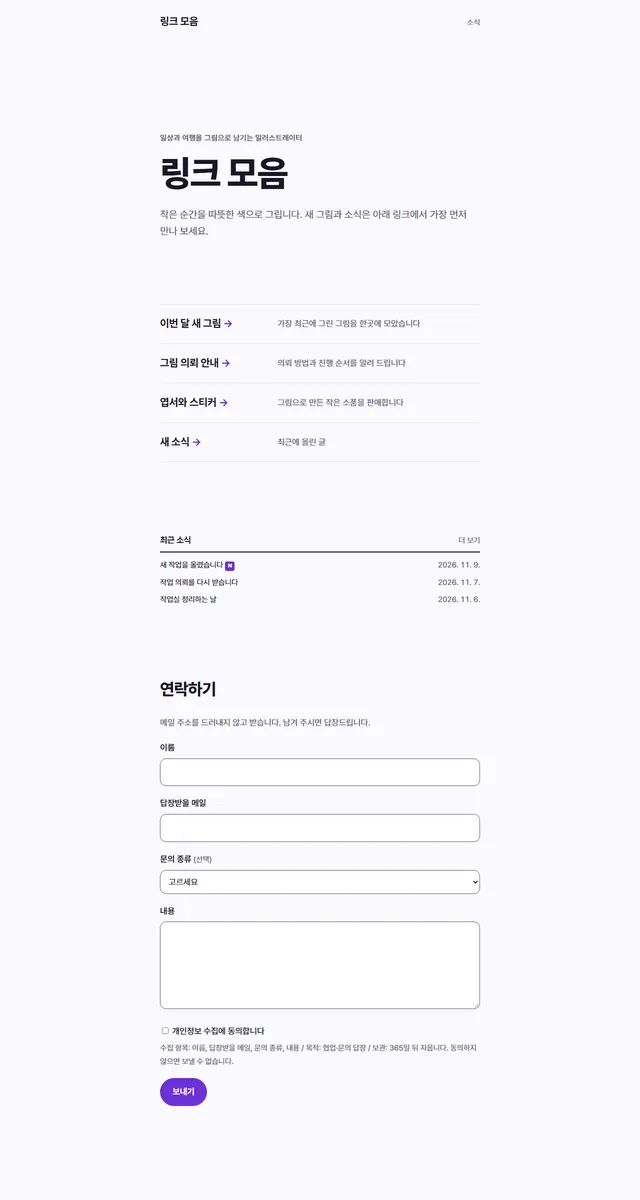 링크 모음
소식
일상과 여행을 그림으로 남기는 일러스트레이터
링크 모음
작은 순간을 따뜻한 색으로 그립니다. 새 그림과 소식은 아래 링크에서 가장 먼저
만나 보세요.
이번 달 새 그림 →
가장 최근에 그린 그림을 한곳에 모았습니다
그림 의뢰 안내 →
의뢰 방법과 진행 순서를 알려 드립니다
엽서와 스티커 →
그림으로 만든 작은 소품을 판매합니다
새 소식 →
최근에 올린 글
최근 소식
더 보기
새 작업을 올렸습니다 N
2026. 11. 9.
작업 의뢰를 다시 받습니다
2026. 11. 7.
작업실 정리하는 날
2026. 11. 6.
연락하기
메일 주소를 드러내지 않고 받습니다. 남겨 주시면 답장드립니다.
이름
답장받을 메일
문의 종류 (선택)
고르세요
내용
개인정보 수집에 동의합니다
수집 항목: 이름, 답장받을 메일, 문의 종류, 내용 / 목적: 협업·문의 답장 / 보관: 365일 뒤 지웁니다. 동의하지
않으면 보낼 수 없습니다.
보내기